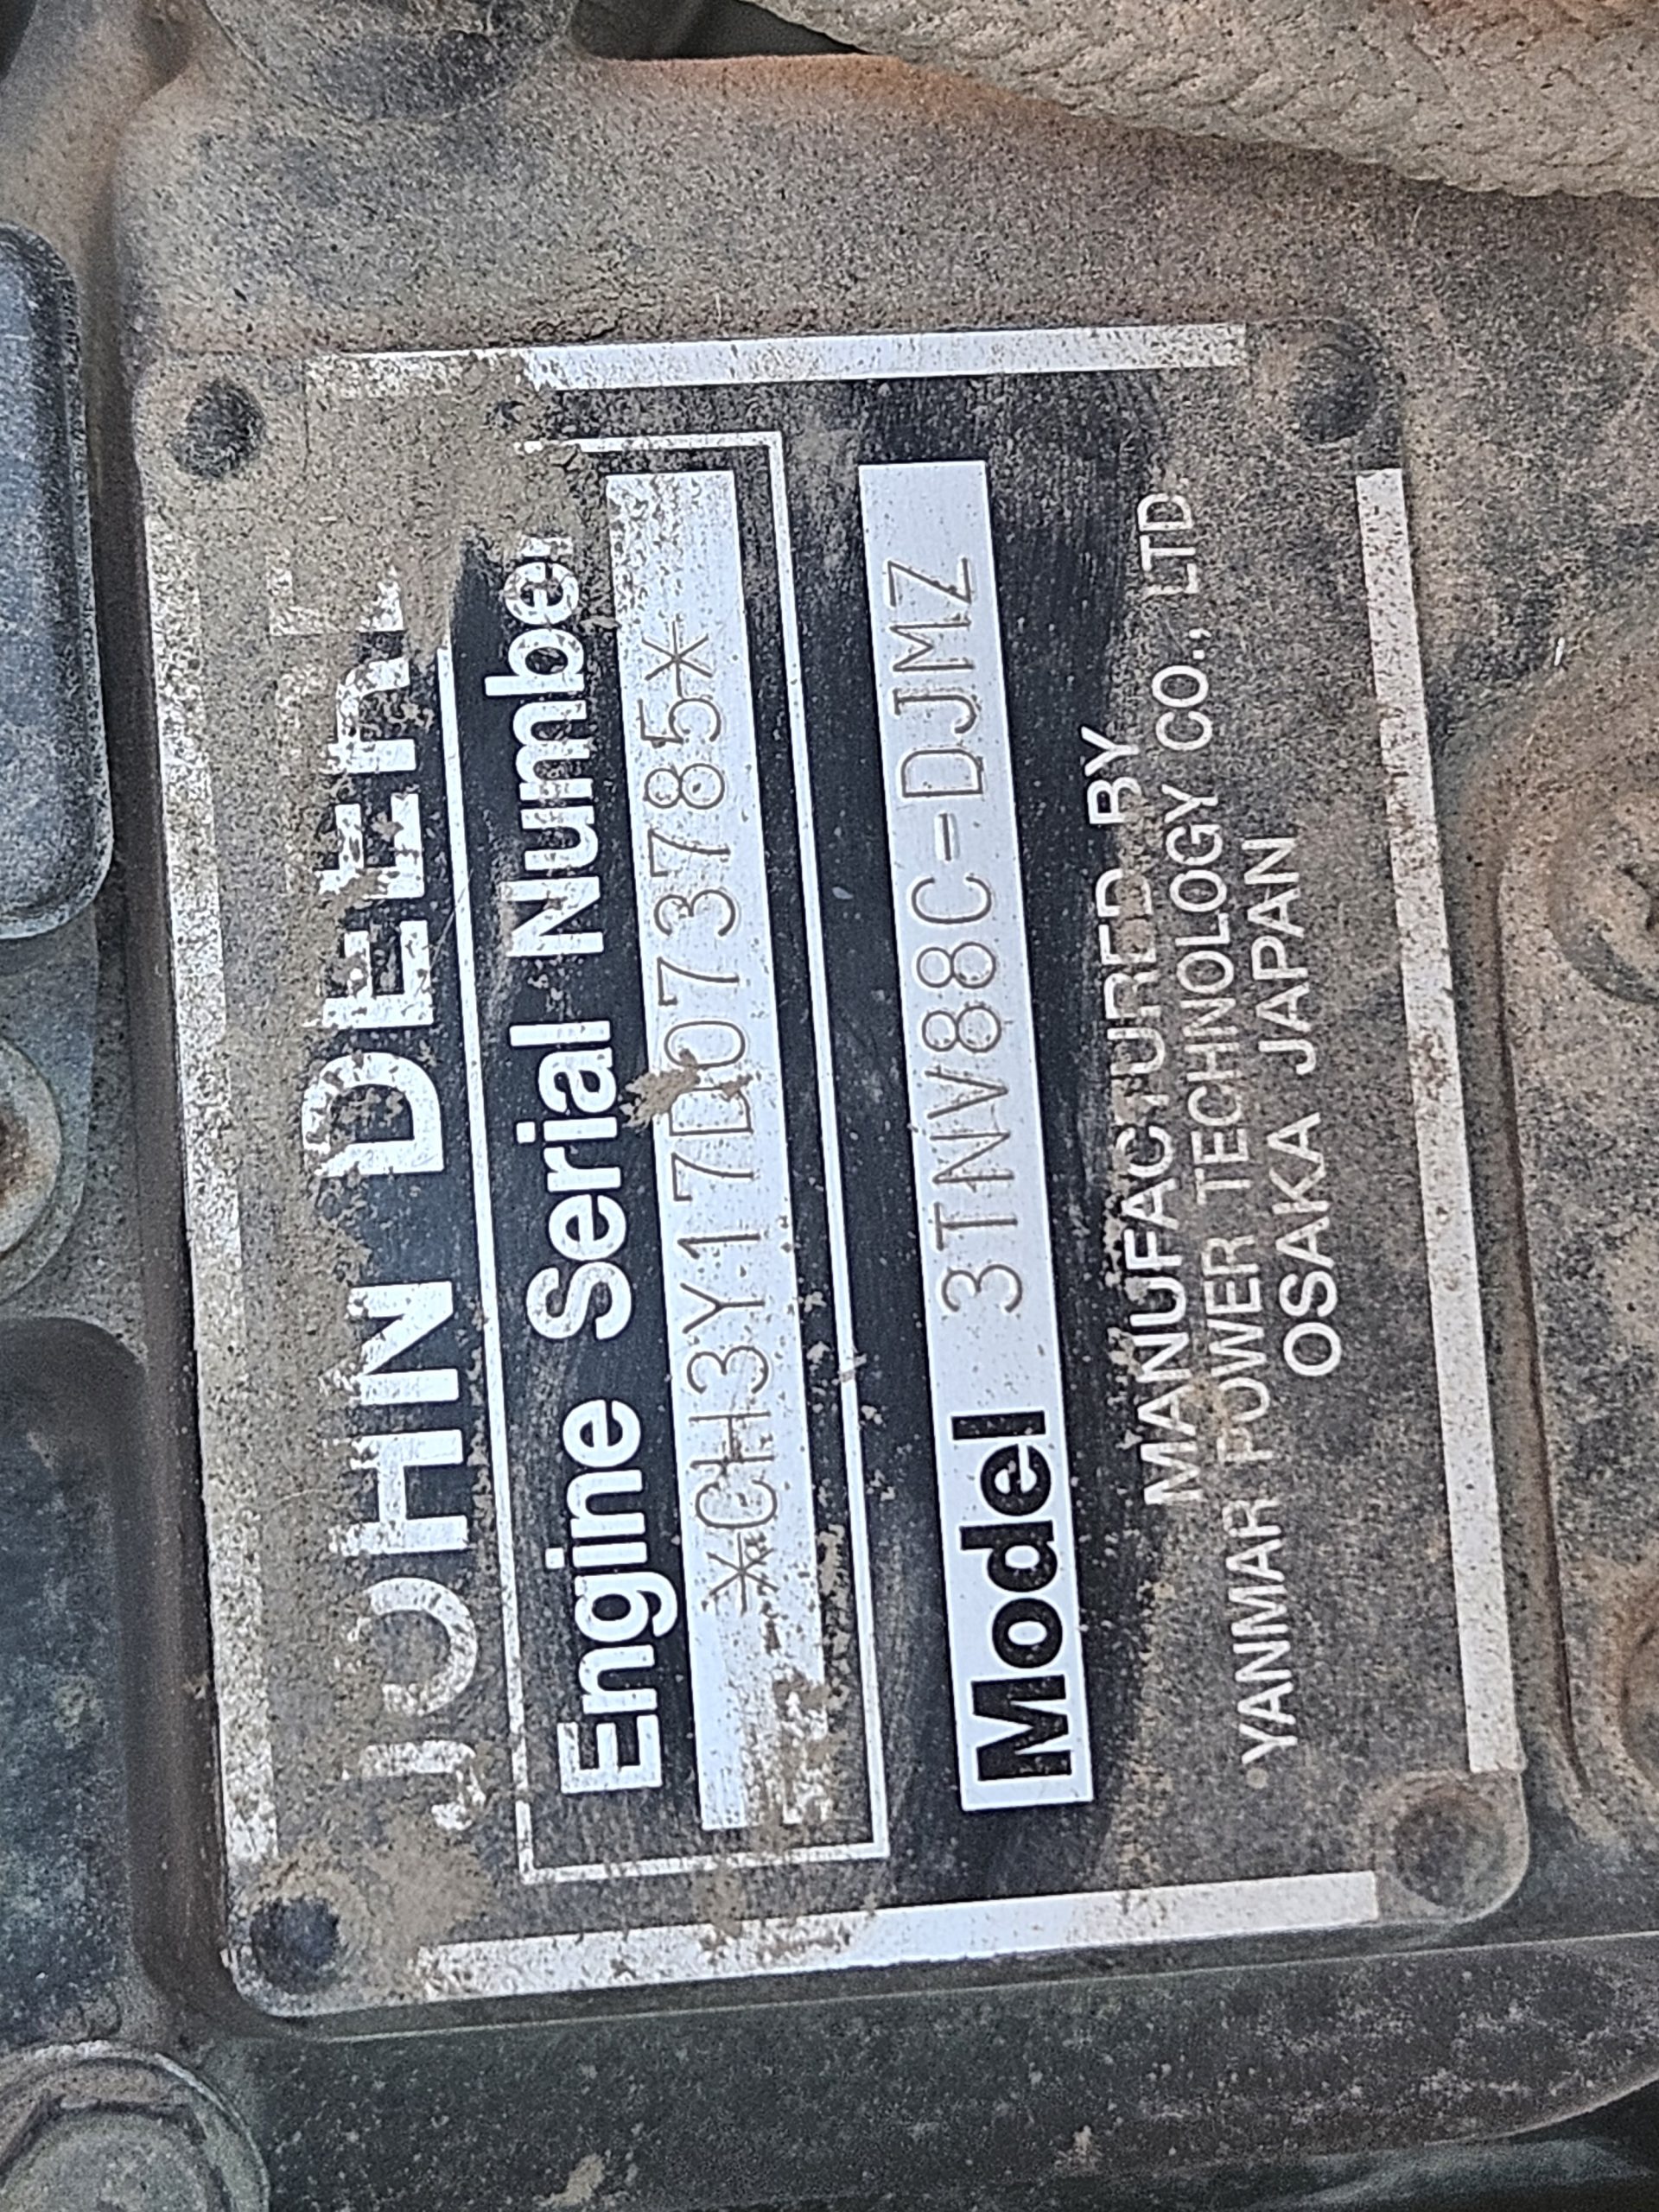 JOHN DEERE
Engine Serial Number
*CH3Y17D073785*
Model 3TNV88C-DJMZ
MANUFACTURED BY
YANMAR POWER TECHNOLOGY CO., LTD.
OSAKA JAPAN